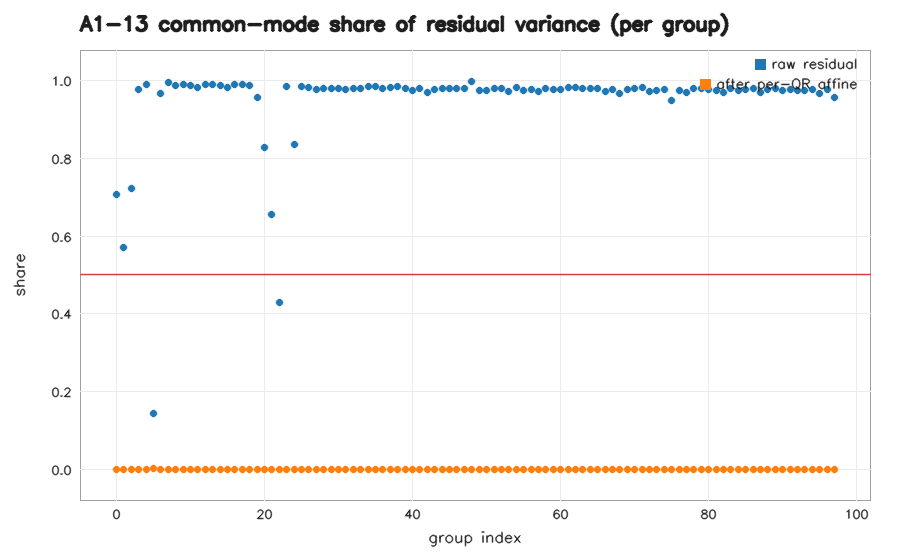 A1-13 common-mode share of residual variance (per group)
raw residual
after per-QR affine
1.0
0.8
0.6
0.4
0.2
0.0
share
0 20 40 60 80 100
group index